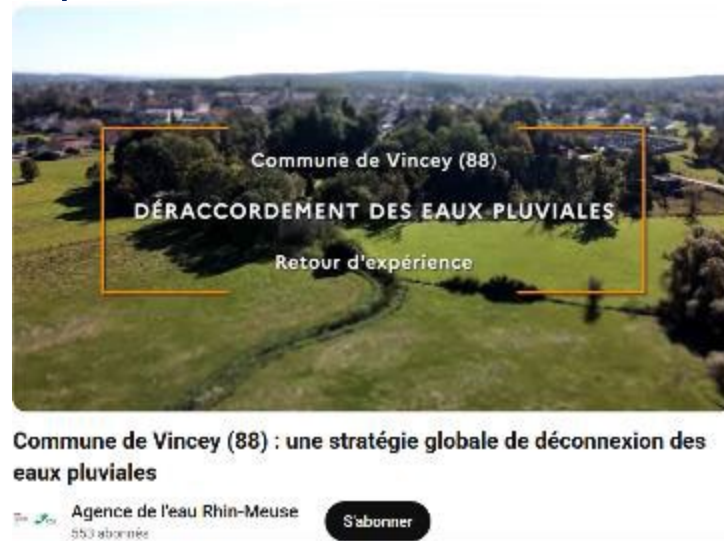 Commune de Vincey (88)
DÉRACCORDEMENT DES EAUX PLUVIALES
Retour d'expérience
Commune de Vincey (88) : une stratégie globale de déconnexion des
eaux pluviales
Agence de l'eau Rhin-Meuse
S'abonner
553 abonnés